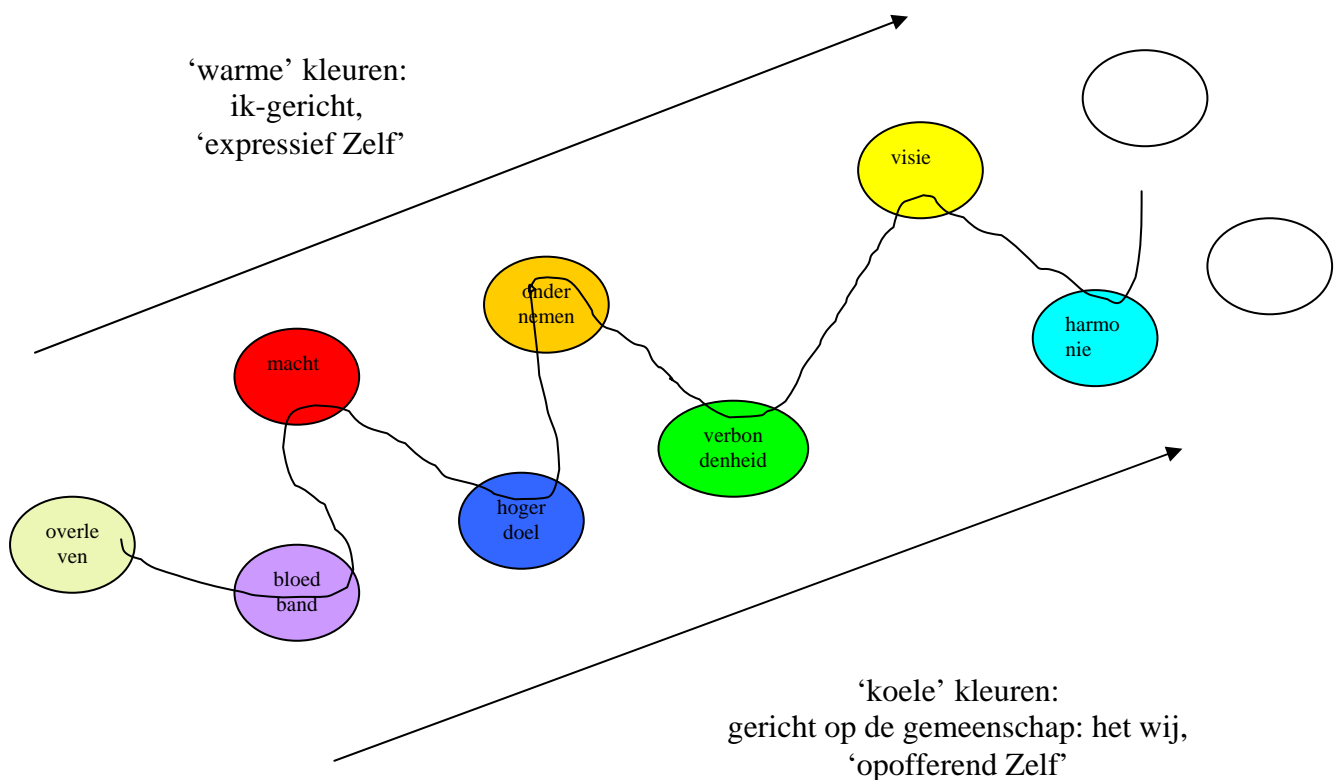 ‘warme’ kleuren:
ik-gericht,
‘expressief Zelf’
visie
onder
nemen
harmo
nie
macht
verbon
denheid
hoger
doel
overle
ven
bloed
band
‘koele’ kleuren:
gericht op de gemeenschap: het wij,
‘opofferend Zelf’